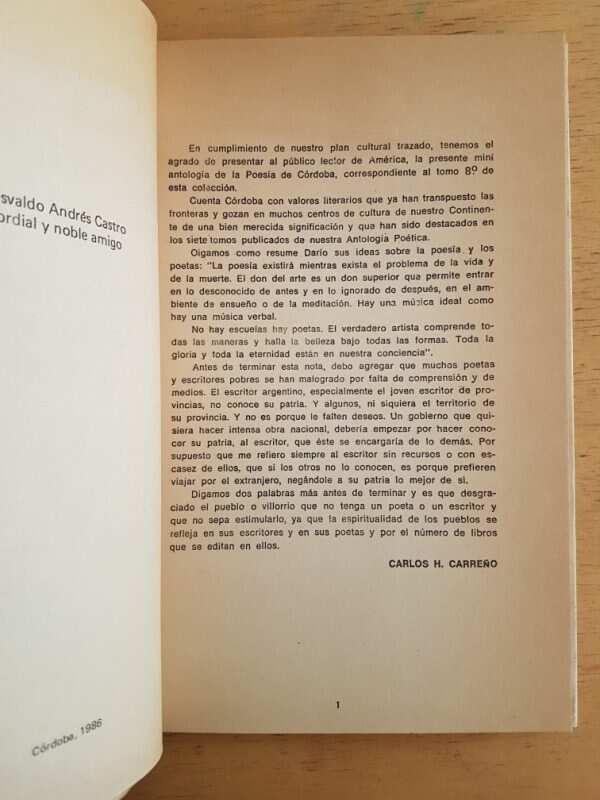 svaldo Andrés Castro
ordial y noble amigo
Córdoba, 1986
En cumplimiento de nuestro plan cultural trazado, tenemos el
agrado de presentar al público lector de América, la presente mini
antología de la Poesía de Córdoba, correspondiente al tomo 8º de
esta colección.
Cuenta Córdoba con valores literarios que ya han transpuesto las
fronteras y gozan en muchos centros de cultura de nuestro Continen-
te de una bien merecida significación y que han sido destacados en
los siete tomos publicados de nuestra Antología Poética.
Oigamos como resume Darío sus ideas sobre la poesía y los
poetas: "La poesía existirá mientras exista el problema de la vida y
de la muerte. El don del arte es un don superior que permite entrar
en lo desconocido de antes y en lo ignorado de después, en el am-
biente de ensueño o de la meditación. Hay una música ideal como
hay una música verbal.
No hay escuelas hay poetas. El verdadero artista comprende to-
das las maneras y halla la belleza bajo todas las formas. Toda la
gloria y toda la eternidad están en nuestra conciencia".
Antes de terminar esta nota, debo agregar que muchos poetas
y escritores pobres se han malogrado por falta de comprensión y de
medios. El escritor argentino, especialmente el joven escritor de pro-
vincias, no conoce su patria. Y algunos, ni siquiera el territorio de
su provincia. Y no es porque le falten deseos. Un gobierno que qui-
siera hacer intensa obra nacional, debería empezar por hacer cono-
cer su patria, al escritor, que éste se encargaría de lo demás. Por
supuesto que me refiero siempre al escritor sin recursos o con es-
casez de ellos, que si los otros no lo conocen, es porque prefieren
viajar por el extranjero, negándole a su patria lo mejor de sí.
Digamos dos palabras más antes de terminar y es que desgra-
ciado el pueblo o villorrio que no tenga un poeta o un escritor y
que no sepa estimularlo, ya que la espiritualidad de los pueblos se
refleja en sus escritores y en sus poetas y por el número de libros
que se editan en ellos.
CARLOS H. CARREÑO
1